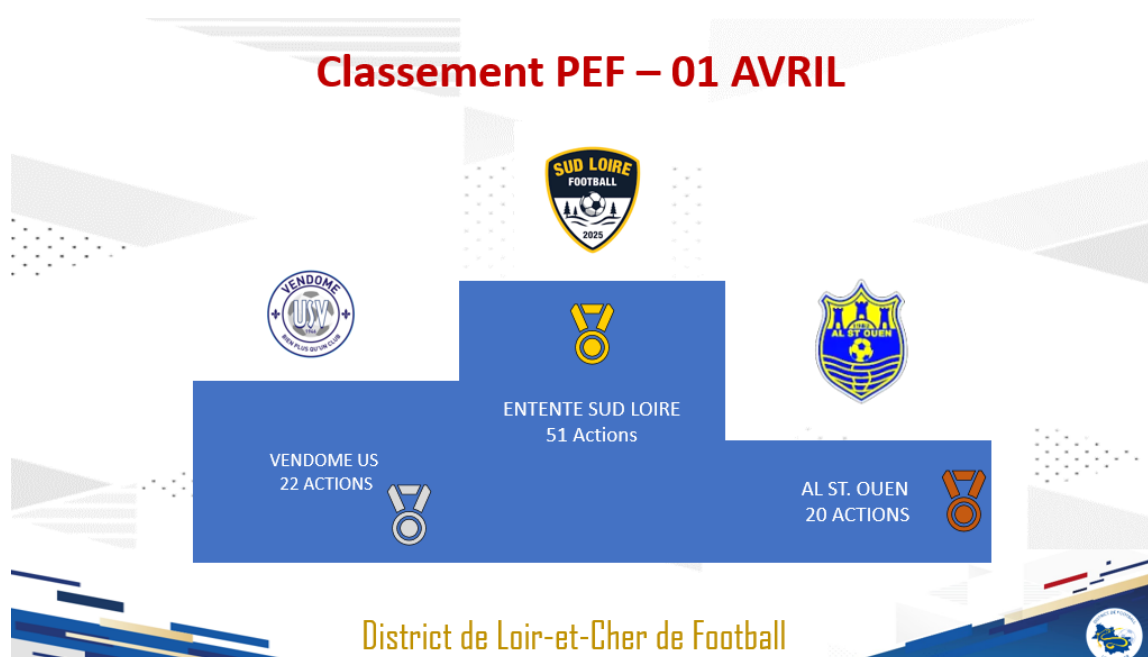 Classement PEF – 01 AVRIL
SUD LOIRE
FOOTBALL
2025
VENDOME
USV
BIEN PLUS QU'UN CLUB
AL ST OUEN
ENTENTE SUD LOIRE
51 Actions
VENDOME US
22 ACTIONS
AL ST. OUEN
20 ACTIONS
District de Loir-et-Cher de Football